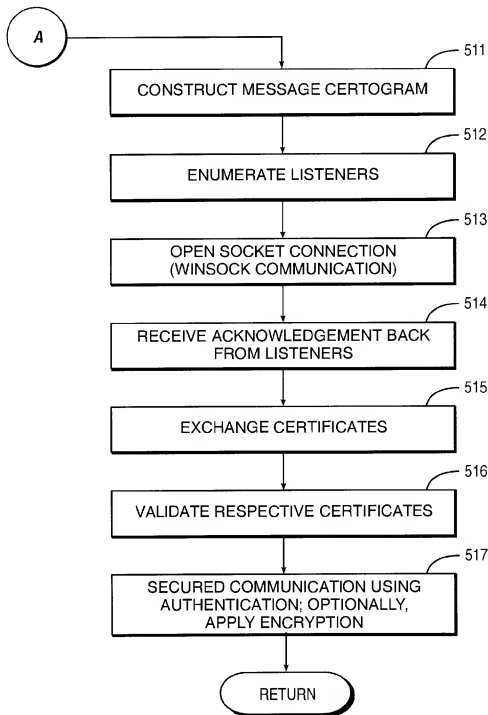 A
511
CONSTRUCT MESSAGE CERTOGRAM
512
ENUMERATE LISTENERS
513
OPEN SOCKET CONNECTION
(WINSOCK COMMUNICATION)
514
RECEIVE ACKNOWLEDGEMENT BACK
FROM LISTENERS
515
EXCHANGE CERTIFICATES
516
VALIDATE RESPECTIVE CERTIFICATES
517
SECURED COMMUNICATION USING
AUTHENTICATION; OPTIONALLY,
APPLY ENCRYPTION
RETURN